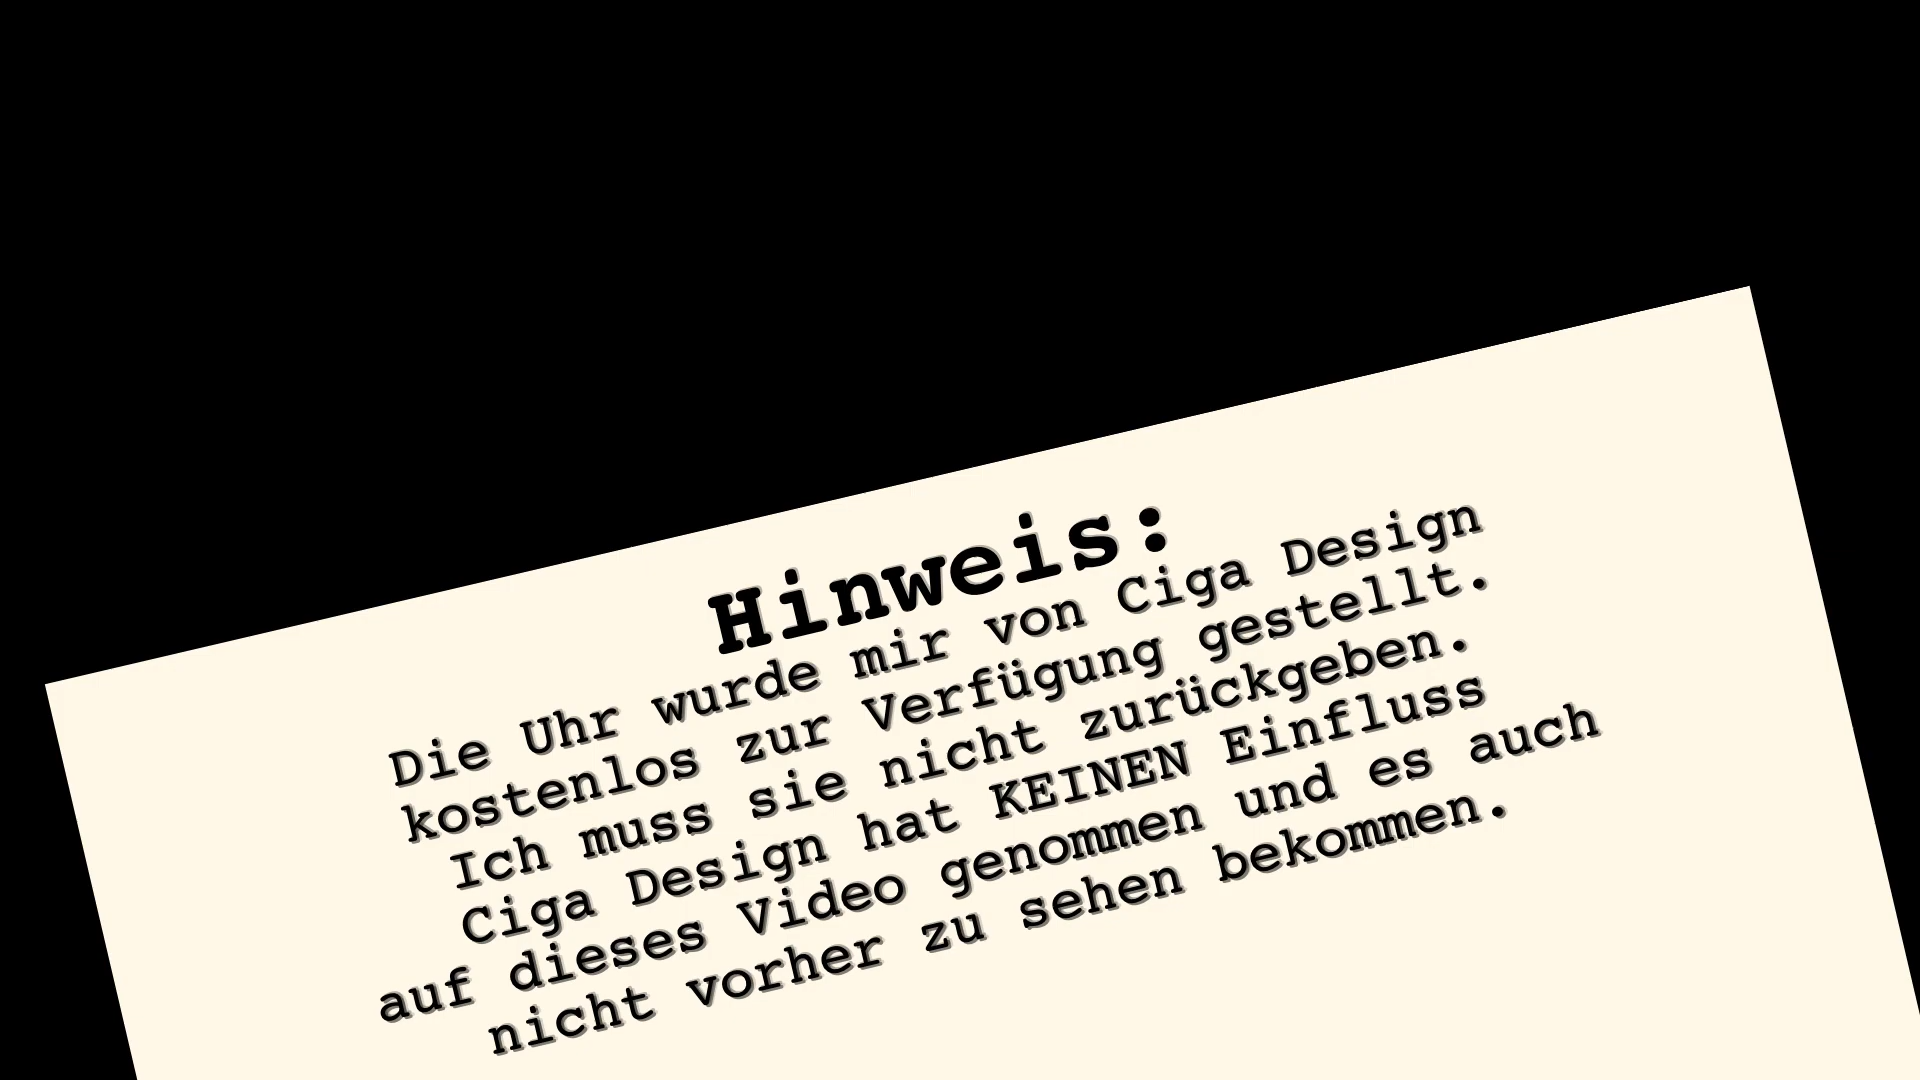 Hinweis:
Die Uhr wurde mir von Ciga Design
kostenlos zur Verfügung gestellt.
Ich muss sie nicht zurückgeben.
Ciga Design hat KEINEN Einfluss
auf dieses Video genommen und es auch
nicht vorher zu sehen bekommen.